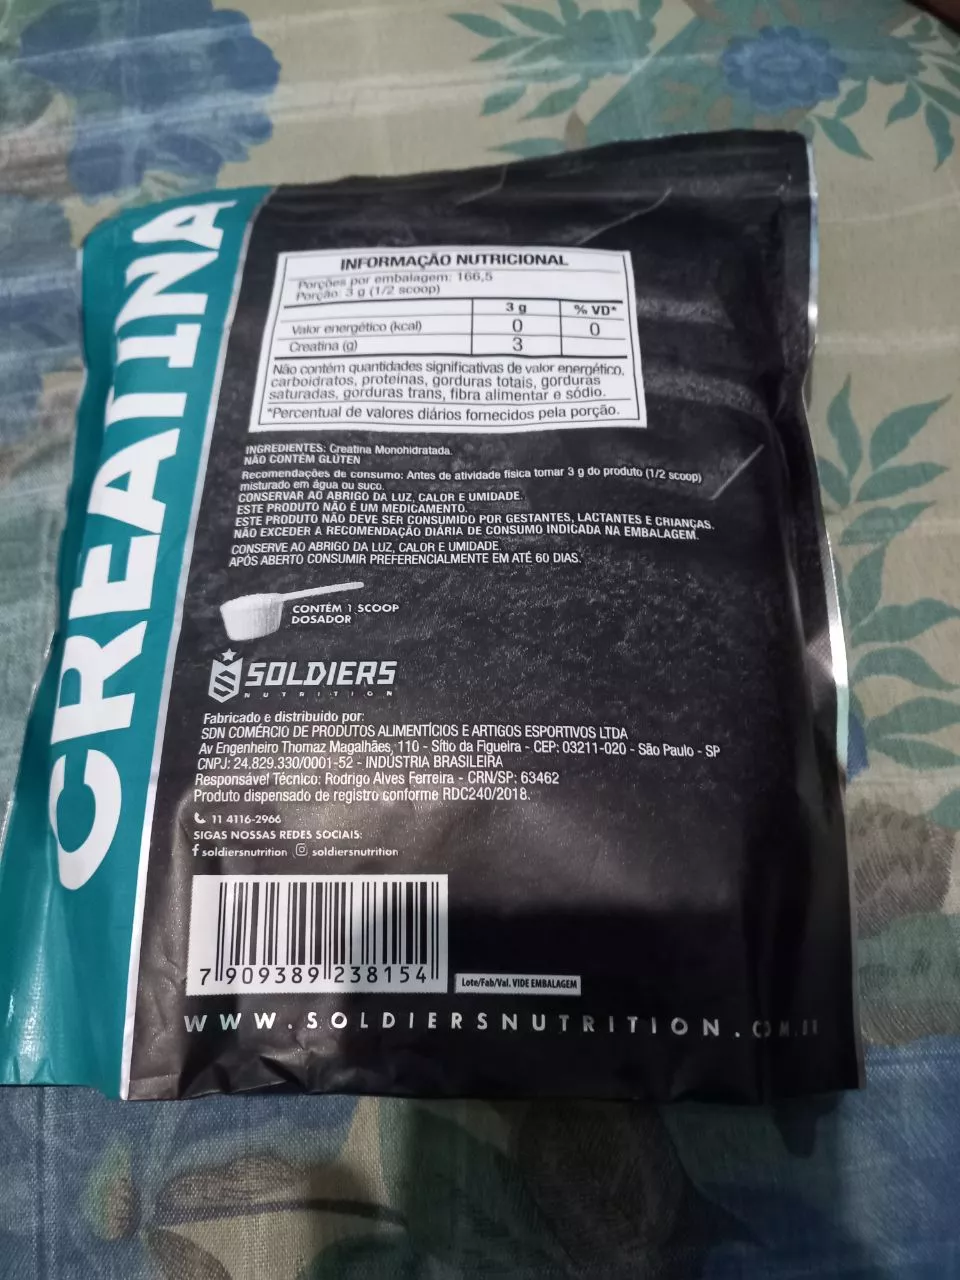 CREATINA
INFORMAÇÃO NUTRICIONAL
Porções por embalagem: 166,5
Porção: 3 g (1/2 scoop)
3 g % VD*
Valor energético (kcal) 0 0
Creatina (g) 3
Não contém quantidades significativas de valor energético,
carboidratos, proteínas, gorduras totais, gorduras
saturadas, gorduras trans, fibra alimentar e sódio.
*Percentual de valores diários fornecidos pela porção.
INGREDIENTES: Creatina Monohidratada.
NÃO CONTÉM GLÚTEN
Recomendações de consumo: Antes de atividade física tomar 3 g do produto (1/2 scoop)
misturado em água ou suco.
CONSERVAR AO ABRIGO DA LUZ, CALOR E UMIDADE.
ESTE PRODUTO NÃO É UM MEDICAMENTO.
ESTE PRODUTO NÃO DEVE SER CONSUMIDO POR GESTANTES, LACTANTES E CRIANÇAS.
NÃO EXCEDER A RECOMENDAÇÃO DIÁRIA DE CONSUMO INDICADA NA EMBALAGEM.
CONSERVE AO ABRIGO DA LUZ, CALOR E UMIDADE.
APÓS ABERTO CONSUMIR PREFERENCIALMENTE EM ATÉ 60 DIAS.
CONTÉM 1 SCOOP
DOSADOR
SOLDIERS
NUTRITION
Fabricado e distribuido por:
SDN COMÉRCIO DE PRODUTOS ALIMENTÍCIOS E ARTIGOS ESPORTIVOS LTDA
Av Engenheiro Thomaz Magalhães, 110 - Sítio da Figueira - CEP: 03211-020 - São Paulo - SP
CNPJ: 24.829.330/0001-52 - INDÚSTRIA BRASILEIRA
Responsável Técnico: Rodrigo Alves Ferreira - CRN/SP: 63462
Produto dispensado de registro conforme RDC240/2018.
11 4116-2966
SIGAS NOSSAS REDES SOCIAIS:
soldiersnutrition soldiersnutrition
7 909389 238154
Lote/Fab/Val. VIDE EMBALAGEM
WWW.SOLDIERSNUTRITION.COM.